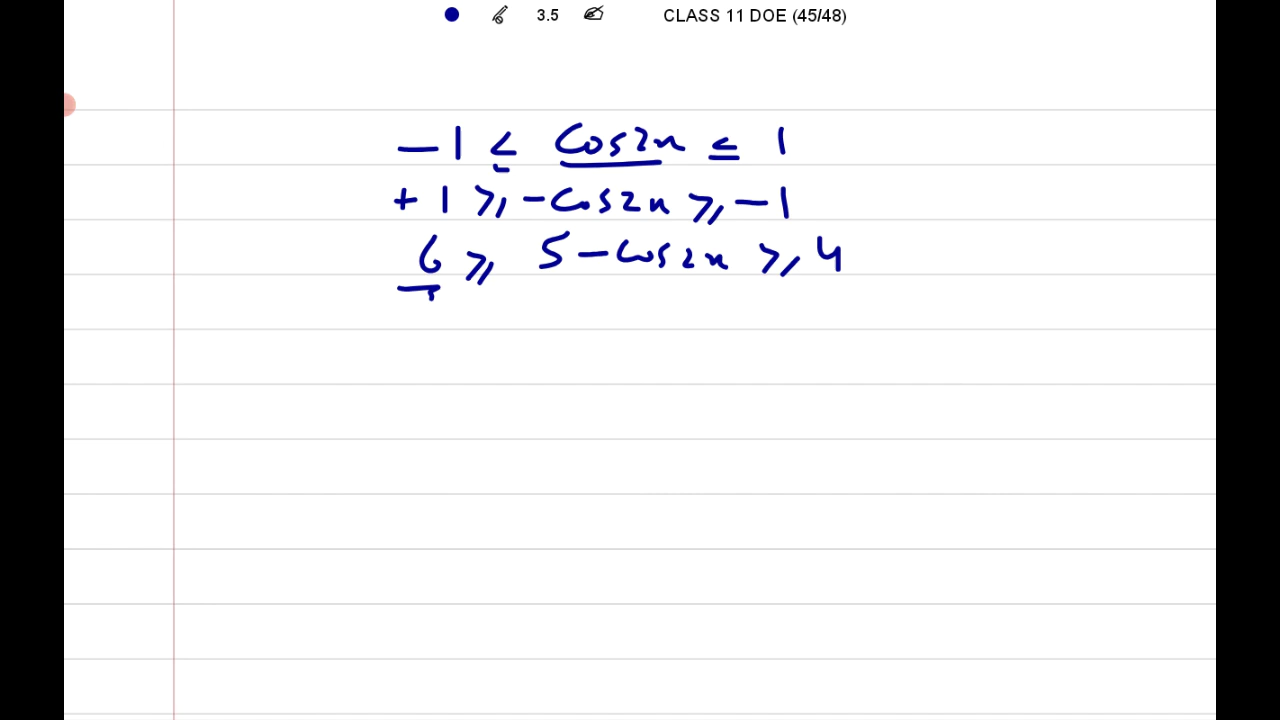 3.5 CLASS 11 DOE (45/48)
-1 ≤ Cos2x ≤ 1
+1 ≥ -Cos2x ≥ -1
6 ≥ 5-Cos2x ≥ 4